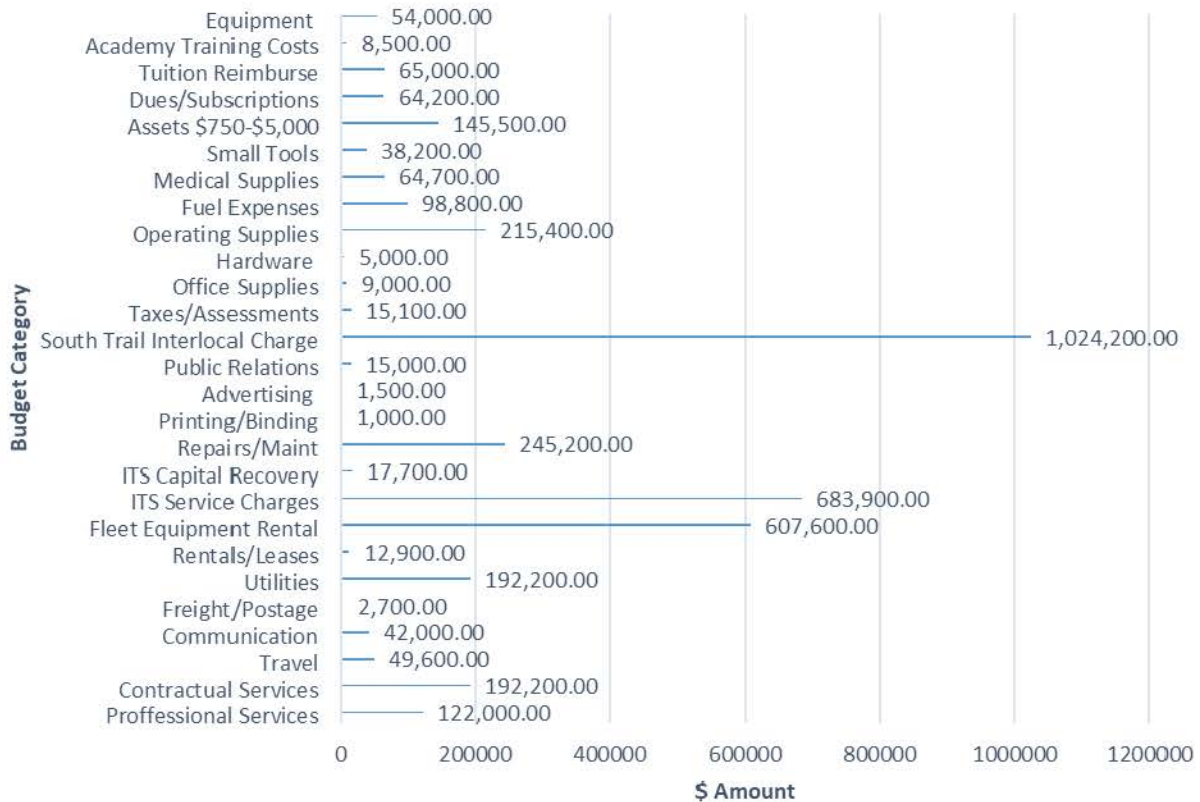 Equipment 54,000.00
Academy Training Costs 8,500.00
Tuition Reimburse 65,000.00
Dues/Subscriptions 64,200.00
Assets $750-$5,000 145,500.00
Small Tools 38,200.00
Medical Supplies 64,700.00
Fuel Expenses 98,800.00
Operating Supplies 215,400.00
Hardware 5,000.00
Office Supplies 9,000.00
Taxes/Assessments 15,100.00
South Trail Interlocal Charge 1,024,200.00
Public Relations 15,000.00
Advertising 1,500.00
Printing/Binding 1,000.00
Repairs/Maint 245,200.00
ITS Capital Recovery 17,700.00
ITS Service Charges 683,900.00
Fleet Equipment Rental 607,600.00
Rentals/Leases 12,900.00
Utilities 192,200.00
Freight/Postage 2,700.00
Communication 42,000.00
Travel 49,600.00
Contractual Services 192,200.00
Proffessional Services 122,000.00
Budget Category
0 200000 400000 600000 800000 1000000 1200000
$ Amount